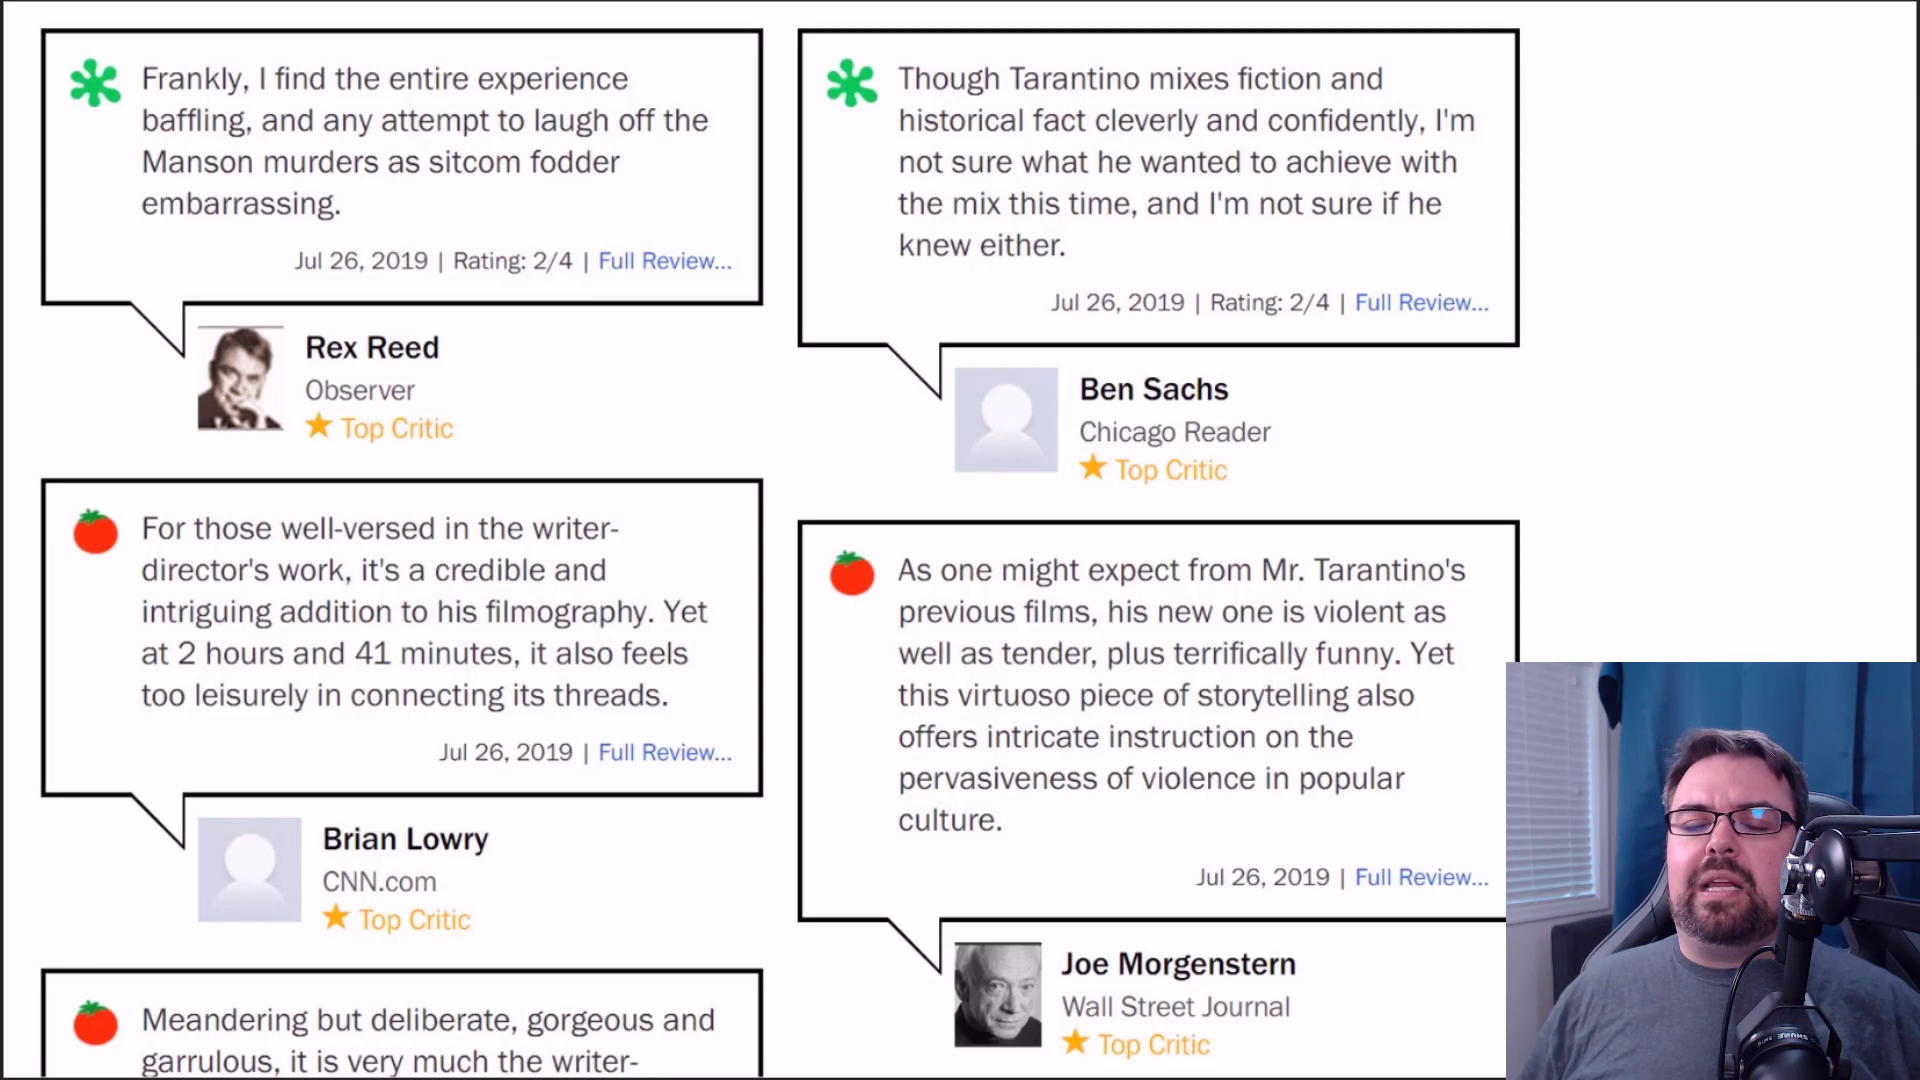 Frankly, I find the entire experience
baffling, and any attempt to laugh off the
Manson murders as sitcom fodder
embarrassing.
Jul 26, 2019 | Rating: 2/4 | Full Review...
Rex Reed
Observer
Top Critic
For those well-versed in the writer-
director's work, it's a credible and
intriguing addition to his filmography. Yet
at 2 hours and 41 minutes, it also feels
too leisurely in connecting its threads.
Jul 26, 2019 | Full Review...
Brian Lowry
CNN.com
Top Critic
Meandering but deliberate, gorgeous and
garrulous, it is very much the writer-
Though Tarantino mixes fiction and
historical fact cleverly and confidently, I'm
not sure what he wanted to achieve with
the mix this time, and I'm not sure if he
knew either.
Jul 26, 2019 | Rating: 2/4 | Full Review...
Ben Sachs
Chicago Reader
Top Critic
As one might expect from Mr. Tarantino's
previous films, his new one is violent as
well as tender, plus terrifically funny. Yet
this virtuoso piece of storytelling also
offers intricate instruction on the
pervasiveness of violence in popular
culture.
Jul 26, 2019 | Full Review...
Joe Morgenstern
Wall Street Journal
Top Critic
SHURE